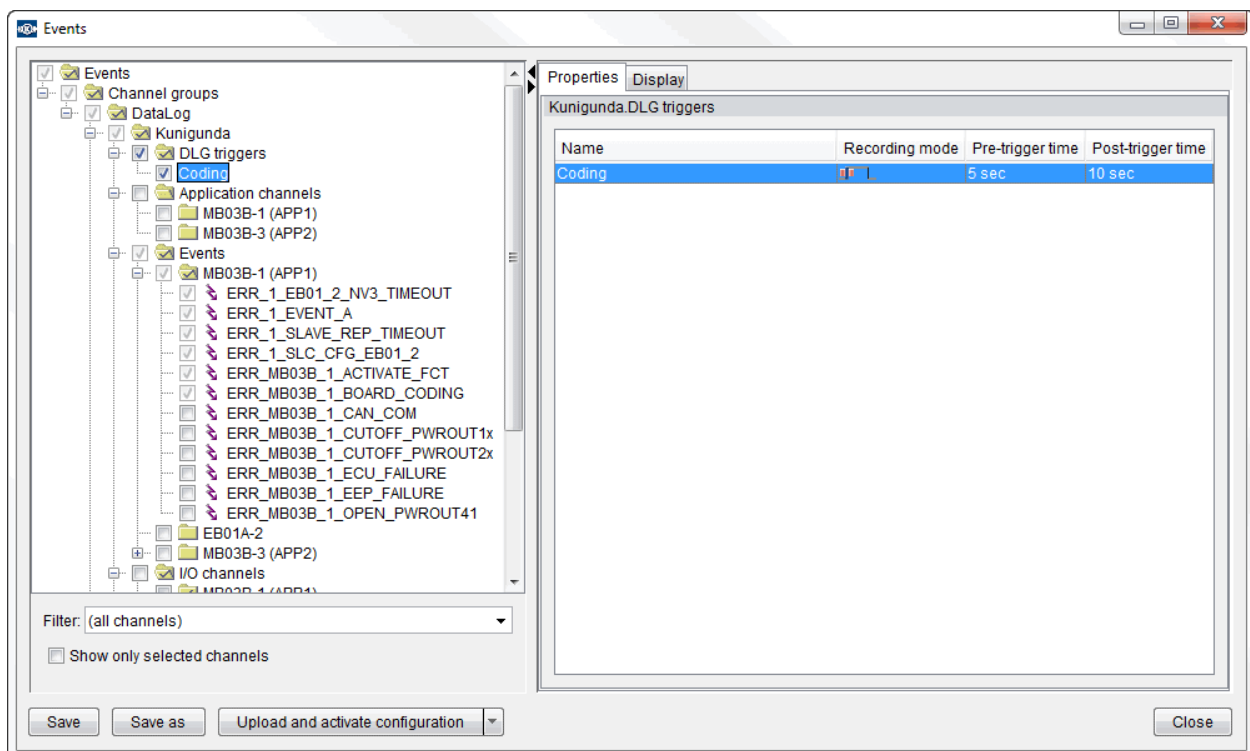 Events
Events
Channel groups
DataLog
Kunigunda
DLG triggers
Coding
Application channels
MB03B-1 (APP1)
MB03B-3 (APP2)
Events
MB03B-1 (APP1)
ERR_1_EB01_2_NV3_TIMEOUT
ERR_1_EVENT_A
ERR_1_SLAVE_REP_TIMEOUT
ERR_1_SLC_CFG_EB01_2
ERR_MB03B_1_ACTIVATE_FCT
ERR_MB03B_1_BOARD_CODING
ERR_MB03B_1_CAN_COM
ERR_MB03B_1_CUTOFF_PWROUT1x
ERR_MB03B_1_CUTOFF_PWROUT2x
ERR_MB03B_1_ECU_FAILURE
ERR_MB03B_1_EEP_FAILURE
ERR_MB03B_1_OPEN_PWROUT41
EB01A-2
MB03B-3 (APP2)
I/O channels
MB03B-1 (APP1)
Filter: (all channels)
Show only selected channels
Properties Display
Kunigunda.DLG triggers
Name Recording mode Pre-trigger time Post-trigger time
Coding 5 sec 10 sec
Save Save as Upload and activate configuration Close